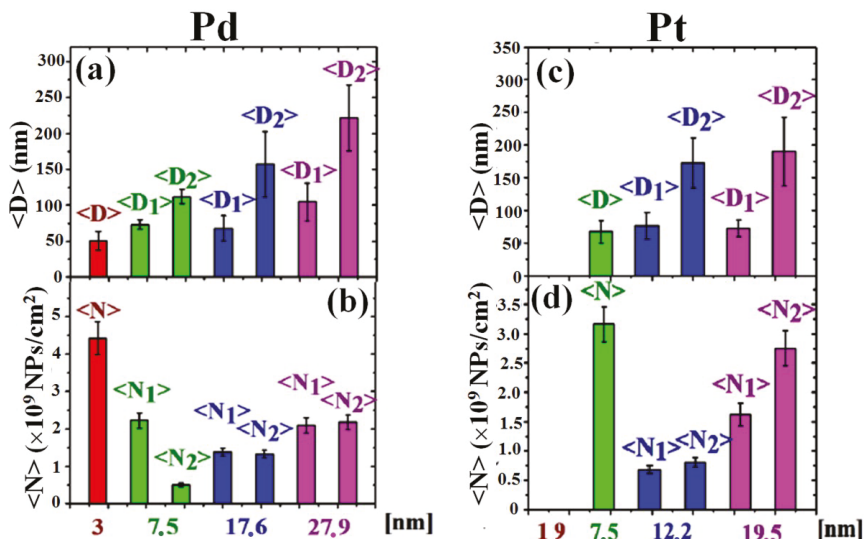 Pd
(a)
300
250
200
150
100
50
0
<D> (nm)
<D>
<D1>
<D2>
<D1>
<D2>
<D1>
<D2>
(b)
5
4
3
2
1
0
<N> (×10⁹ NPs/cm²)
<N>
<N1>
<N2>
<N1>
<N2>
<N1>
<N2>
3 7.5 17.6 27.9 [nm]
Pt
(c)
350
300
250
200
150
100
50
0
<D> (nm)
<D>
<D1>
<D2>
<D1>
<D2>
(d)
3.5
3.0
2.5
2.0
1.5
1.0
0.5
0
<N> (×10⁹ NPs/cm²)
<N>
<N1>
<N2>
<N1>
<N2>
1 9 7.5 12.2 19.5 [nm]